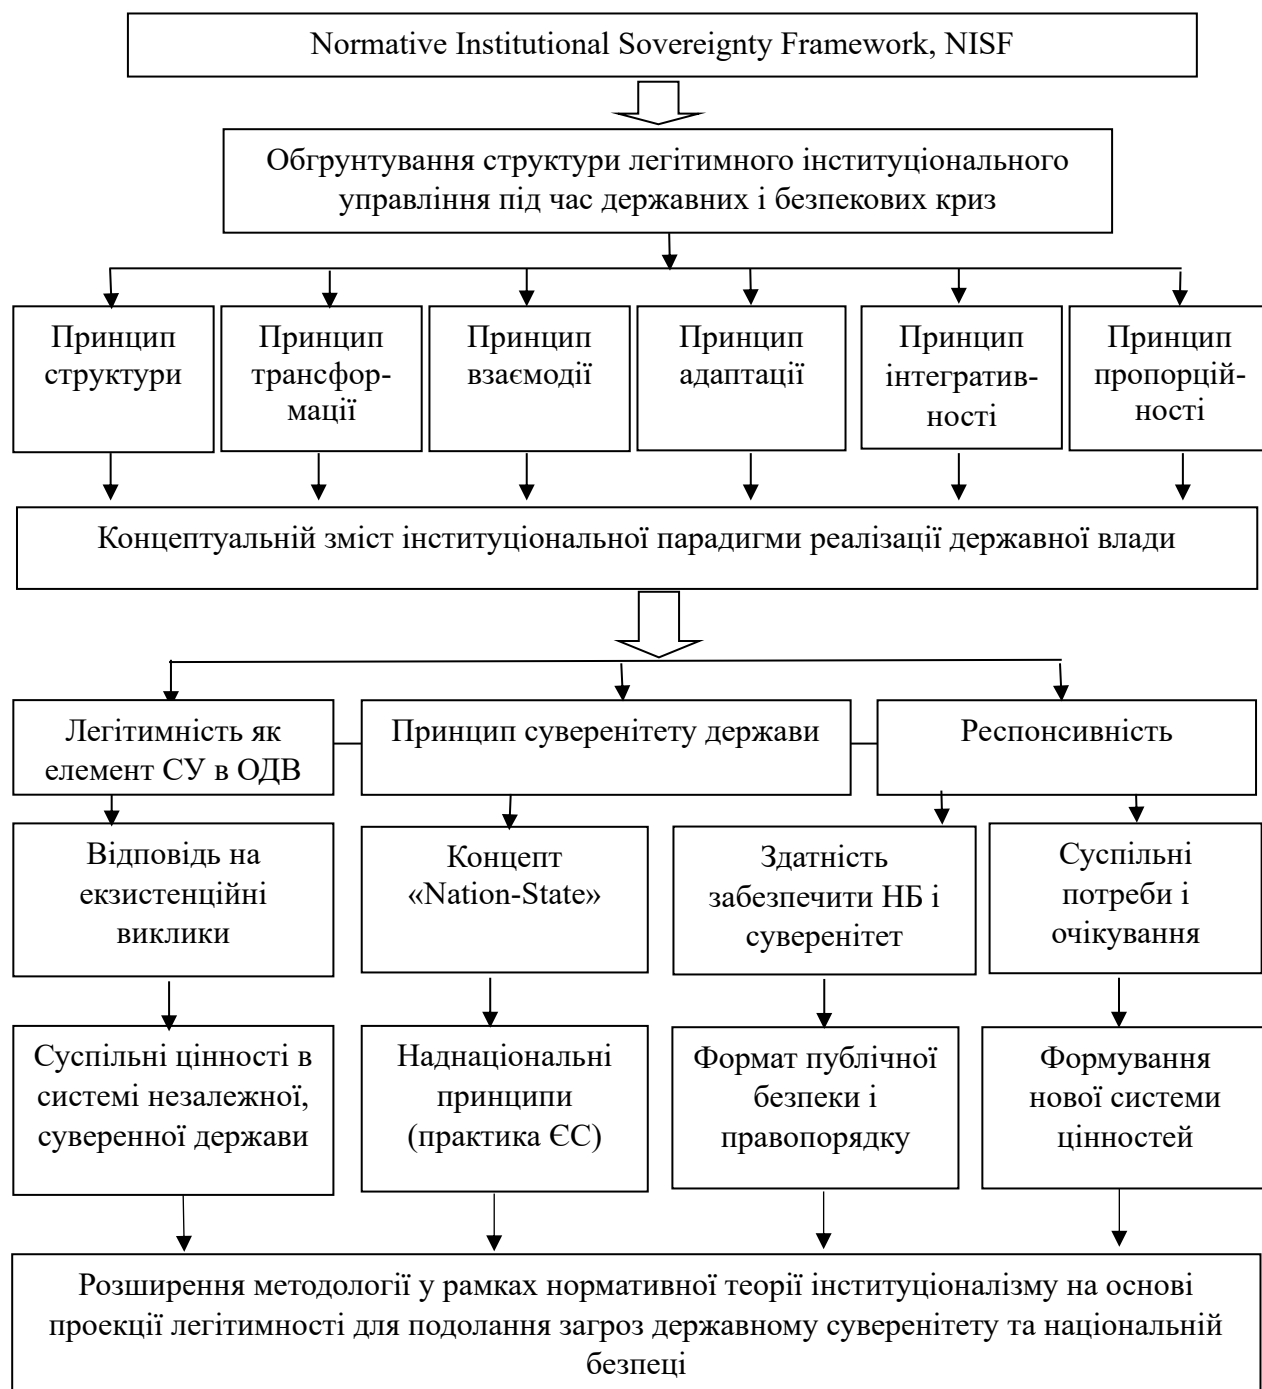 Normative Institutional Sovereignty Framework, NISF
Обгрунтування структури легітимного інституціонального
управління під час державних і безпекових криз
Принцип
структури
Принцип
трансфор-
мації
Принцип
взаємодії
Принцип
адаптації
Принцип
інтегратив-
ності
Принцип
пропорцій-
ності
Концептуальній зміст інституціональної парадигми реалізації державної влади
Легітимність як
елемент СУ в ОДВ
Принцип суверенітету держави
Респонсивність
Відповідь на
екзистенційні
виклики
Концепт
«Nation-State»
Здатність
забезпечити НБ і
суверенітет
Суспільні
потреби і
очікування
Суспільні цінності в
системі незалежної,
суверенної держави
Наднаціональні
принципи
(практика ЄС)
Формат публічної
безпеки і
правопорядку
Формування
нової системи
цінностей
Розширення методології у рамках нормативної теорії інституціоналізму на основі
проекції легітимності для подолання загроз державному суверенітету та національній
безпеці